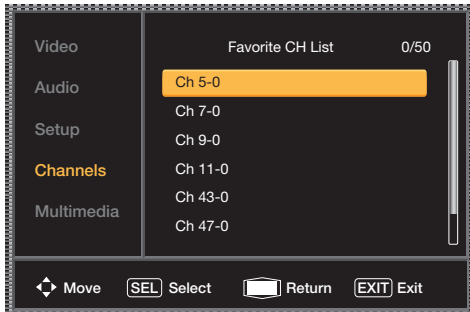 Video
Audio
Setup
Channels
Multimedia
Favorite CH List 0/50
Ch 5-0
Ch 7-0
Ch 9-0
Ch 11-0
Ch 43-0
Ch 47-0
Move SEL Select Return EXIT Exit